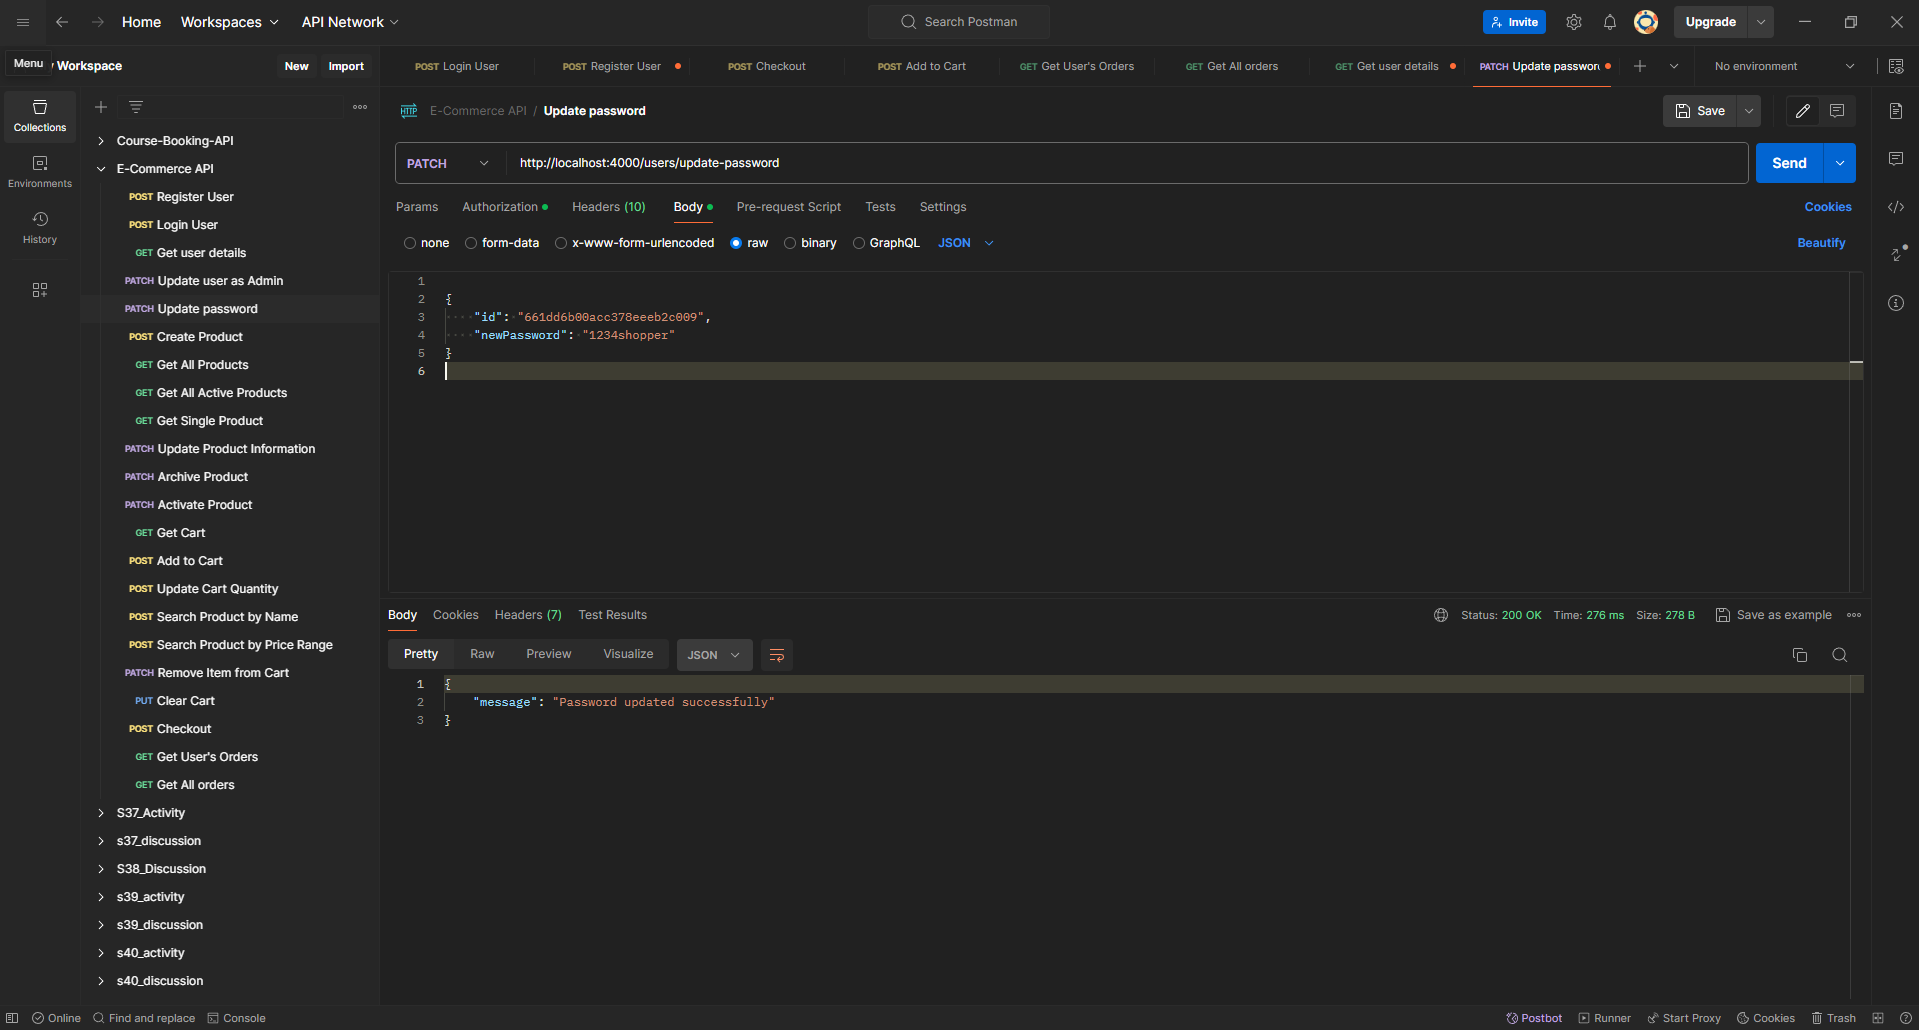 Home Workspaces API Network Search Postman Invite Upgrade
Menu Workspace New Import
POST Login User POST Register User POST Checkout POST Add to Cart GET Get User's Orders GET Get All orders GET Get user details PATCH Update password No environment
Collections
Environments
History
Course-Booking-API
E-Commerce API
POST Register User
POST Login User
GET Get user details
PATCH Update user as Admin
PATCH Update password
POST Create Product
GET Get All Products
GET Get All Active Products
GET Get Single Product
PATCH Update Product Information
PATCH Archive Product
PATCH Activate Product
GET Get Cart
POST Add to Cart
POST Update Cart Quantity
POST Search Product by Name
POST Search Product by Price Range
PATCH Remove Item from Cart
PUT Clear Cart
POST Checkout
GET Get User's Orders
GET Get All orders
S37_Activity
s37_discussion
S38_Discussion
s39_activity
s39_discussion
s40_activity
s40_discussion
HTTP E-Commerce API / Update password Save
PATCH http://localhost:4000/users/update-password Send
Params Authorization Headers (10) Body Pre-request Script Tests Settings Cookies
none form-data x-www-form-urlencoded raw binary GraphQL JSON Beautify
1
2 {
3 "id": "661dd6b00acc378eeeb2c009",
4 "newPassword": "1234shopper"
5 }
6
Body Cookies Headers (7) Test Results Status: 200 OK Time: 276 ms Size: 278 B Save as example
Pretty Raw Preview Visualize JSON
1 {
2 "message": "Password updated successfully"
3 }
Online Find and replace Console Postbot Runner Start Proxy Cookies Trash